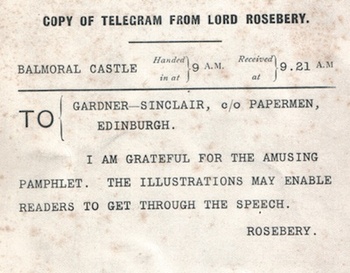 COPY OF TELEGRAM FROM LORD ROSEBERY.
BALMORAL CASTLE Handed in at } 9 A.M. Received at } 9.21 A.M
TO { GARDNER—SINCLAIR, c/o PAPERMEN,
EDINBURGH.
I AM GRATEFUL FOR THE AMUSING
PAMPHLET. THE ILLUSTRATIONS MAY ENABLE
READERS TO GET THROUGH THE SPEECH.
ROSEBERY.